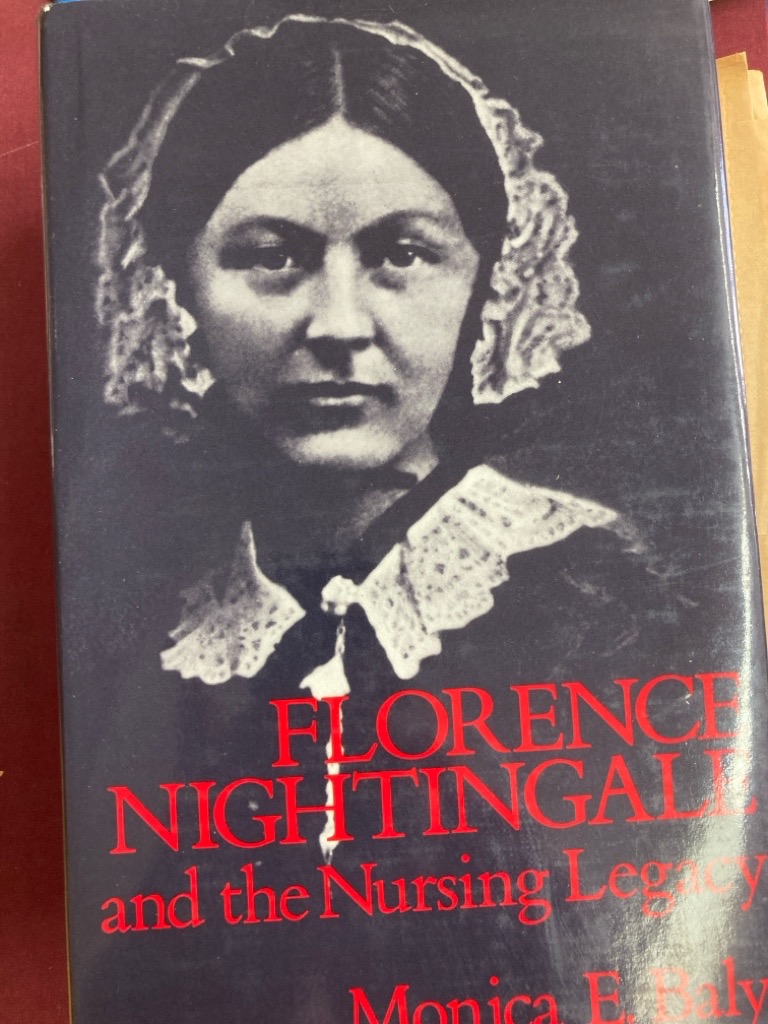 FLORENCE
NIGHTINGALE
and the Nursing Legacy
Monica E. Baly